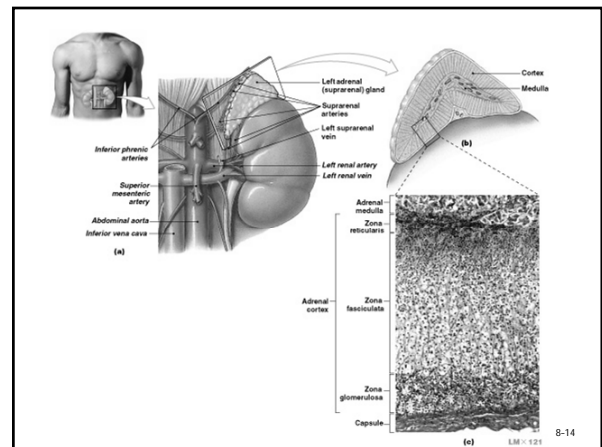 Left adrenal
(suprarenal) gland
Suprarenal
arteries
Left suprarenal
vein
Inferior phrenic
arteries
Left renal artery
Left renal vein
Superior
mesenteric
artery
Abdominal aorta
Inferior vena cava
(a)
Cortex
Medulla
(b)
Adrenal
medulla
Zona
reticularis
Adrenal
cortex
Zona
fasciculata
Zona
glomerulosa
Capsule
(c)
LM × 121
8-14